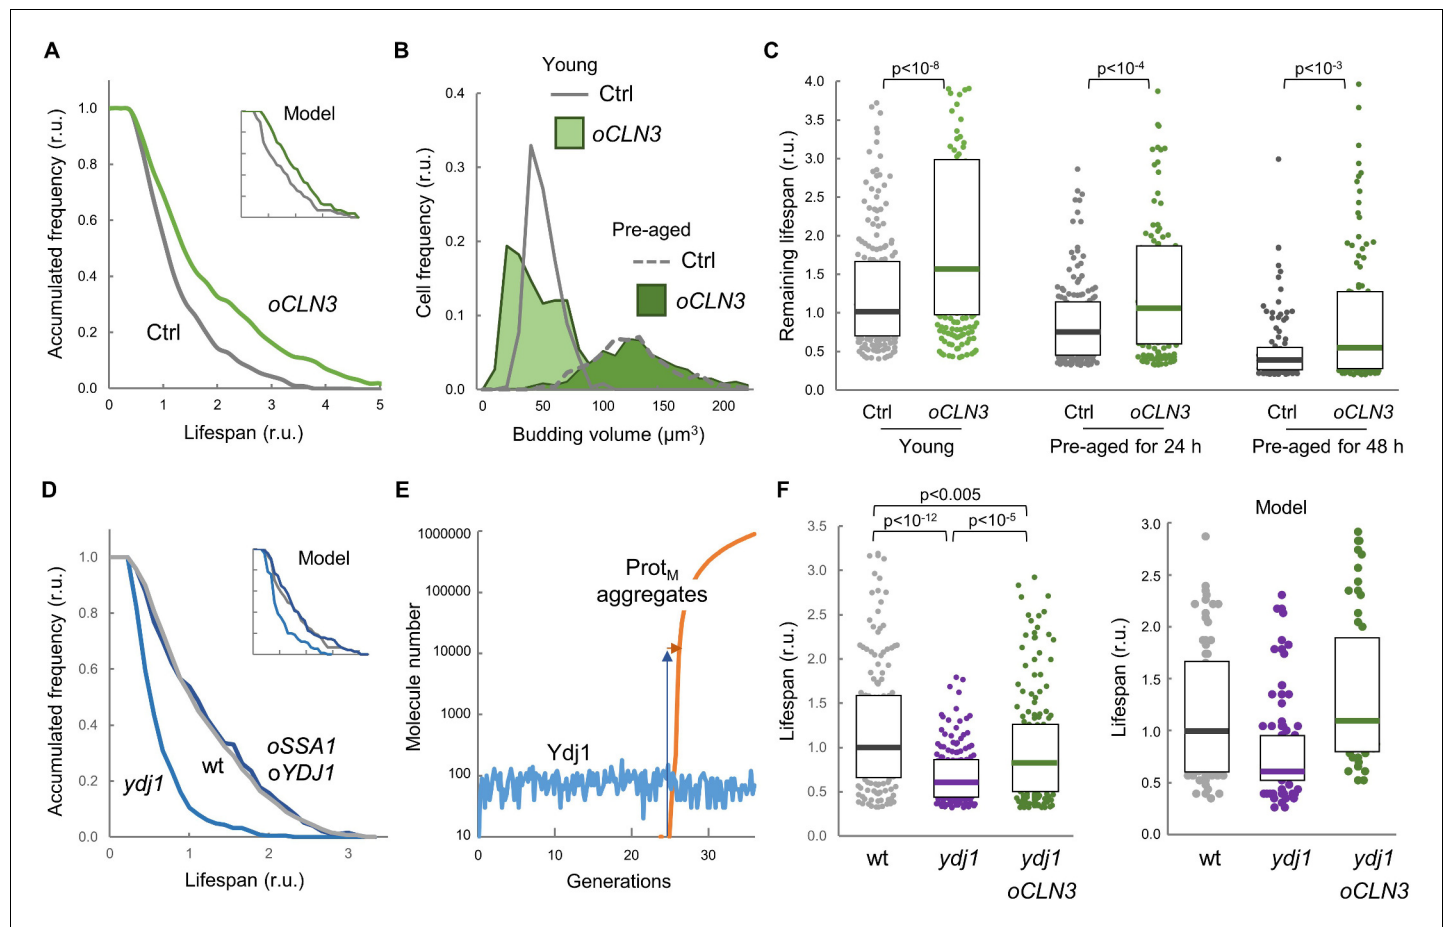 A
Accumulated frequency (r.u.)
1.0
0.8
0.6
0.4
0.2
0.0
0
1
2
3
4
5
Lifespan (r.u.)
Model
oCLN3
Ctrl
B
Young
Ctrl
oCLN3
Pre-aged
Ctrl
oCLN3
Cell frequency (r.u.)
0.4
0.3
0.2
0.1
0.0
0
50
100
150
200
Budding volume (µm³)
C
p<10⁻⁸
p<10⁻⁴
p<10⁻³
Remaining lifespan (r.u.)
4.0
3.5
3.0
2.5
2.0
1.5
1.0
0.5
0.0
Ctrl oCLN3 Ctrl oCLN3 Ctrl oCLN3
Young Pre-aged for 24 h Pre-aged for 48 h
D
Accumulated frequency (r.u.)
1.0
0.8
0.6
0.4
0.2
0.0
0
1
2
3
Lifespan (r.u.)
Model
ydj1
wt
oSSA1
oYDJ1
E
Molecule number
1000000
100000
10000
1000
100
10
0
10
20
30
Generations
Prot_M
aggregates
Ydj1
F
p<0.005
p<10⁻¹² p<10⁻⁵
Lifespan (r.u.)
3.5
3.0
2.5
2.0
1.5
1.0
0.5
0.0
wt ydj1 ydj1
oCLN3
Model
Lifespan (r.u.)
3.0
2.5
2.0
1.5
1.0
0.5
0.0
wt ydj1 ydj1
oCLN3